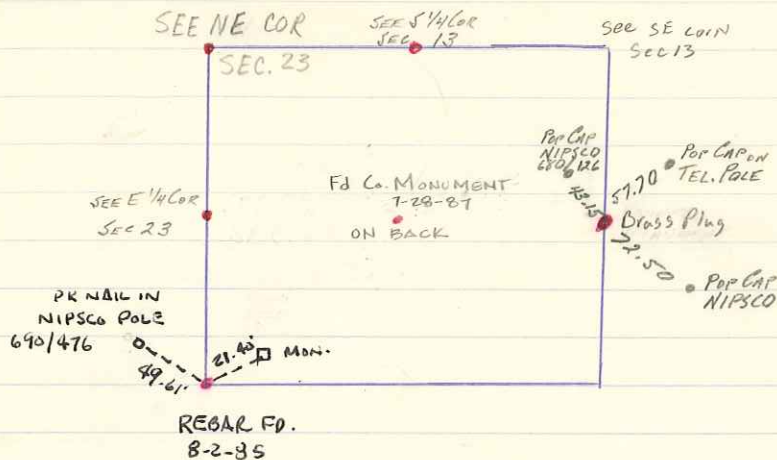 SEE NE COR
SEC. 23
SEE S 1/4 COR
SEC 13
See SE CORN
Sec 13
POP CAP
NIPSCO
680/126
43.15
57.70
POP CAP ON
TEL. POLE
SEE E 1/4 COR
SEC 23
Fd Co. MONUMENT
7-28-87
ON BACK
Brass Plug
72.50
POP CAP
NIPSCO
PK NAIL IN
NIPSCO POLE
690/476
49.61'
21.40'
MON.
REBAR FD.
8-2-85